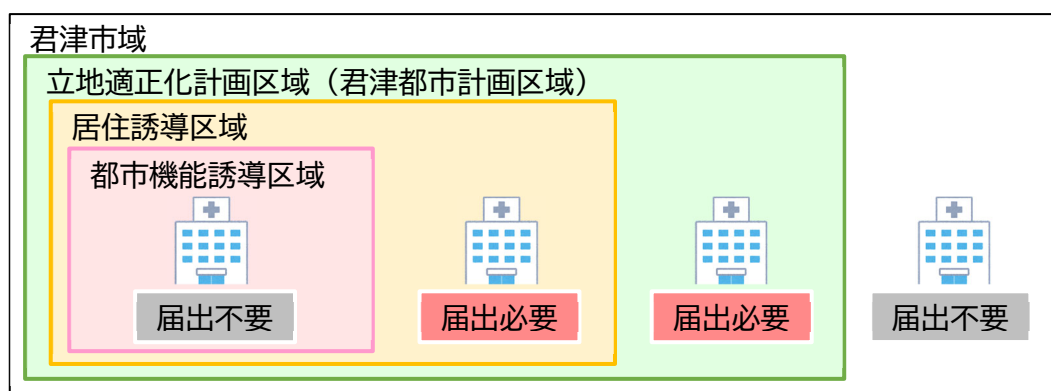 君津市域
立地適正化計画区域（君津都市計画区域）
居住誘導区域
都市機能誘導区域
届出不要
届出必要
届出必要
届出不要